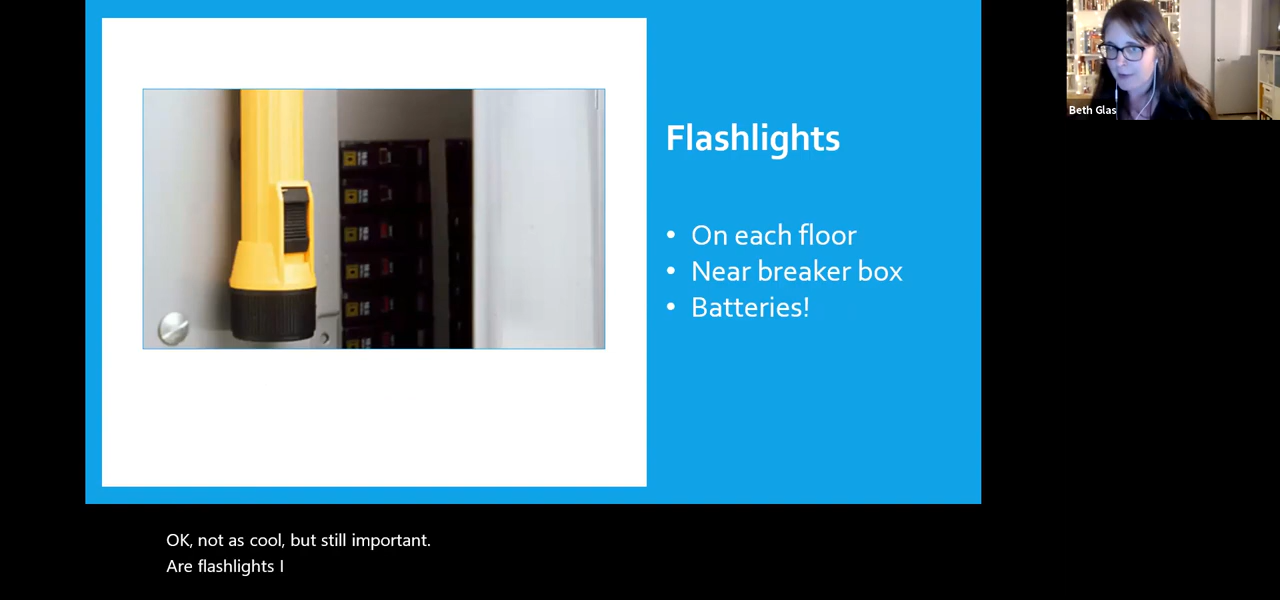 Beth Glas
Flashlights
• On each floor
• Near breaker box
• Batteries!
OK, not as cool, but still important.
Are flashlights I